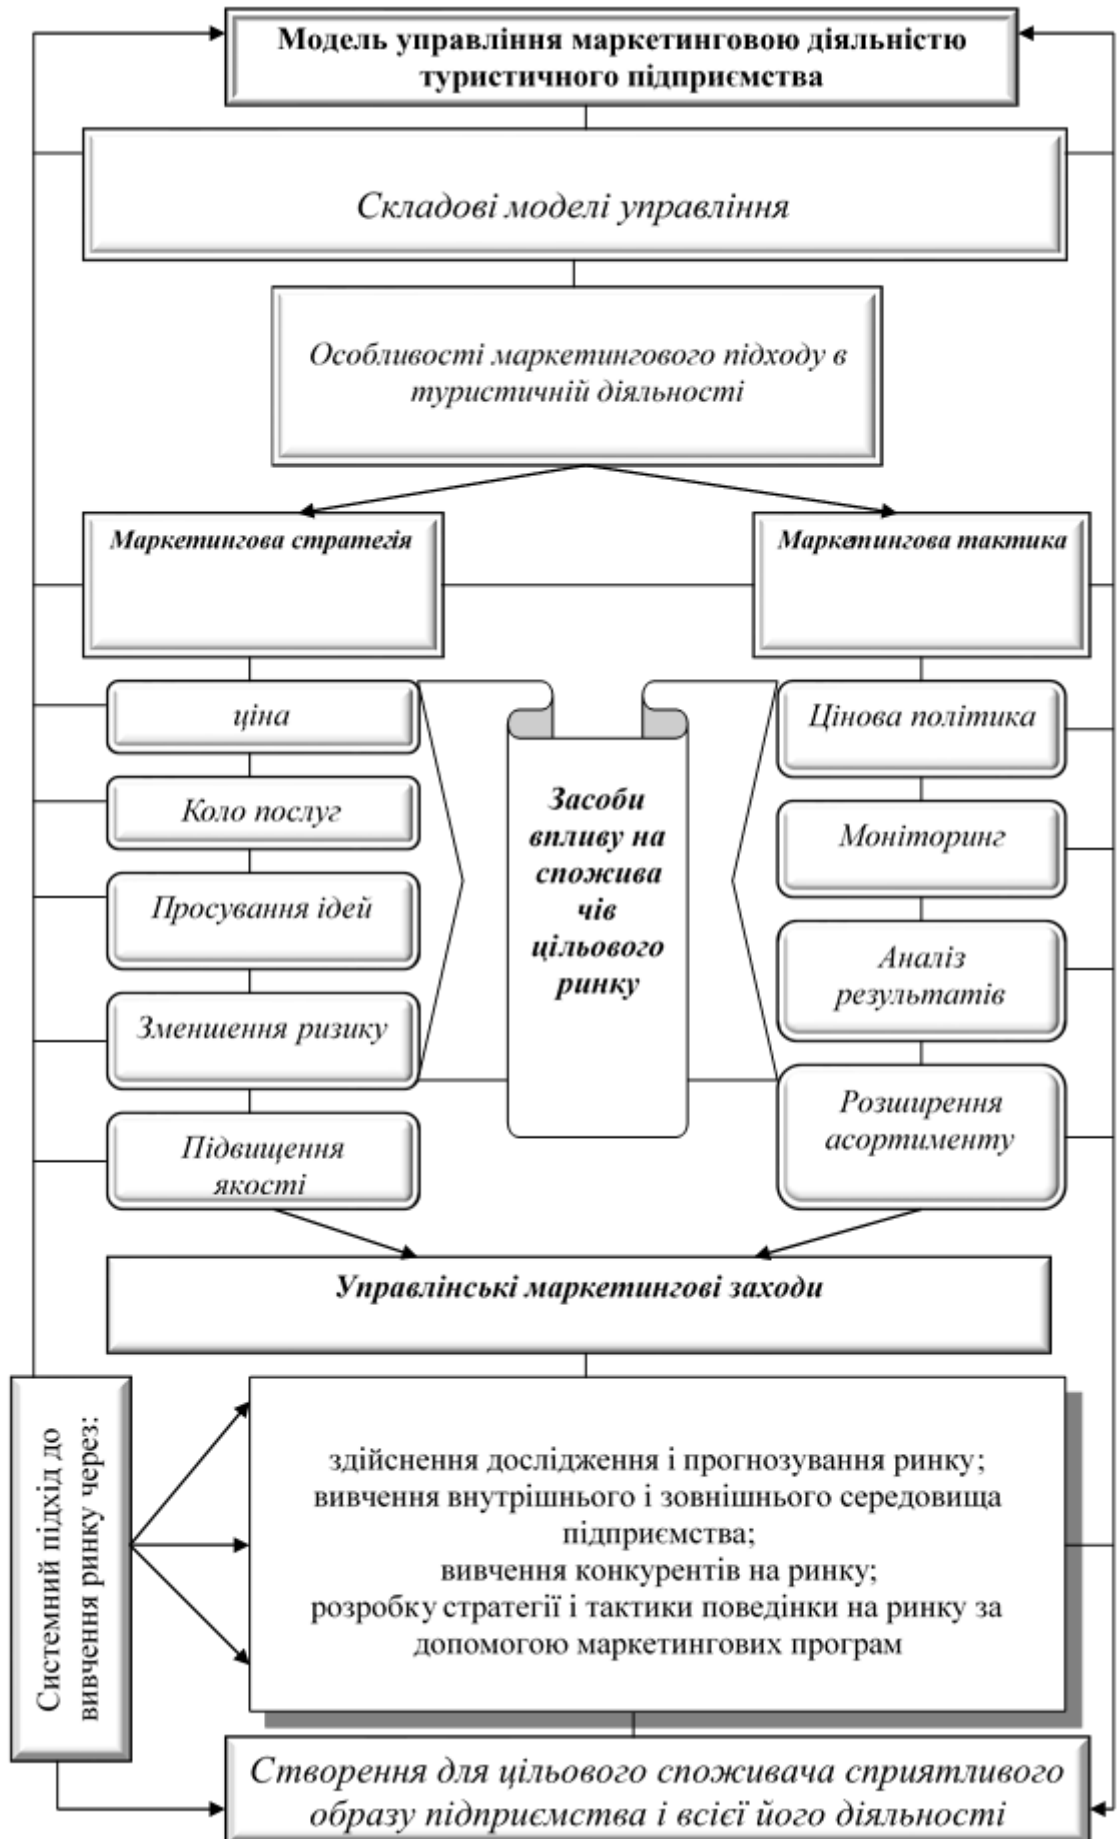 Модель управління маркетинговою діяльністю
туристичного підприємства
Складові моделі управління
Особливості маркетингового підходу в
туристичній діяльності
Маркетингова стратегія
Маркетингова тактика
ціна
Коло послуг
Просування ідей
Зменшення ризику
Підвищення
якості
Засоби
впливу на
спожива
чів
цільового
ринку
Цінова політика
Моніторинг
Аналіз
результатів
Розширення
асортименту
Управлінські маркетингові заходи
Системний підхід до
вивчення ринку через:
здійснення дослідження і прогнозування ринку;
вивчення внутрішнього і зовнішнього середовища
підприємства;
вивчення конкурентів на ринку;
розробку стратегії і тактики поведінки на ринку за
допомогою маркетингових програм
Створення для цільового споживача сприятливого
образу підприємства і всієї його діяльності